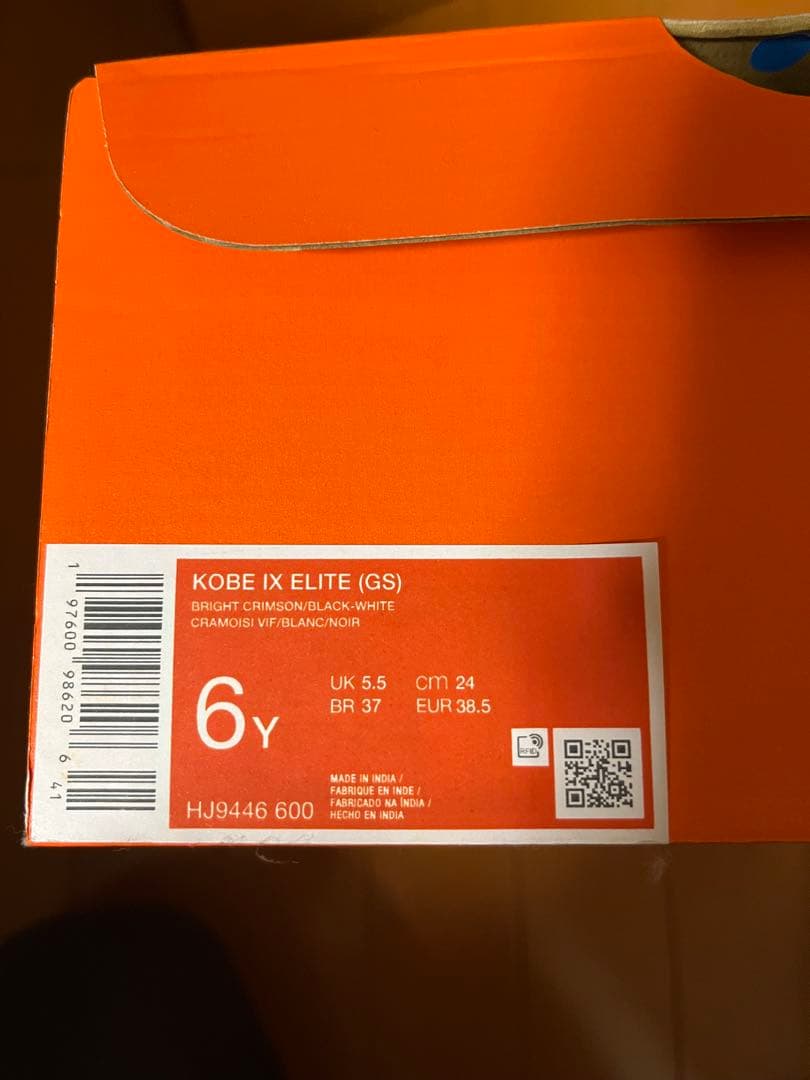 KOBE IX ELITE (GS)
BRIGHT CRIMSON/BLACK-WHITE
CRAMOISI VIF/BLANC/NOIR
6Y
UK 5.5 cm 24
BR 37 EUR 38.5
RFID
HJ9446 600
MADE IN INDIA /
FABRIQUE EN INDE /
FABRICADO NA ÍNDIA /
HECHO EN INDIA
1 97600 98620 6 41